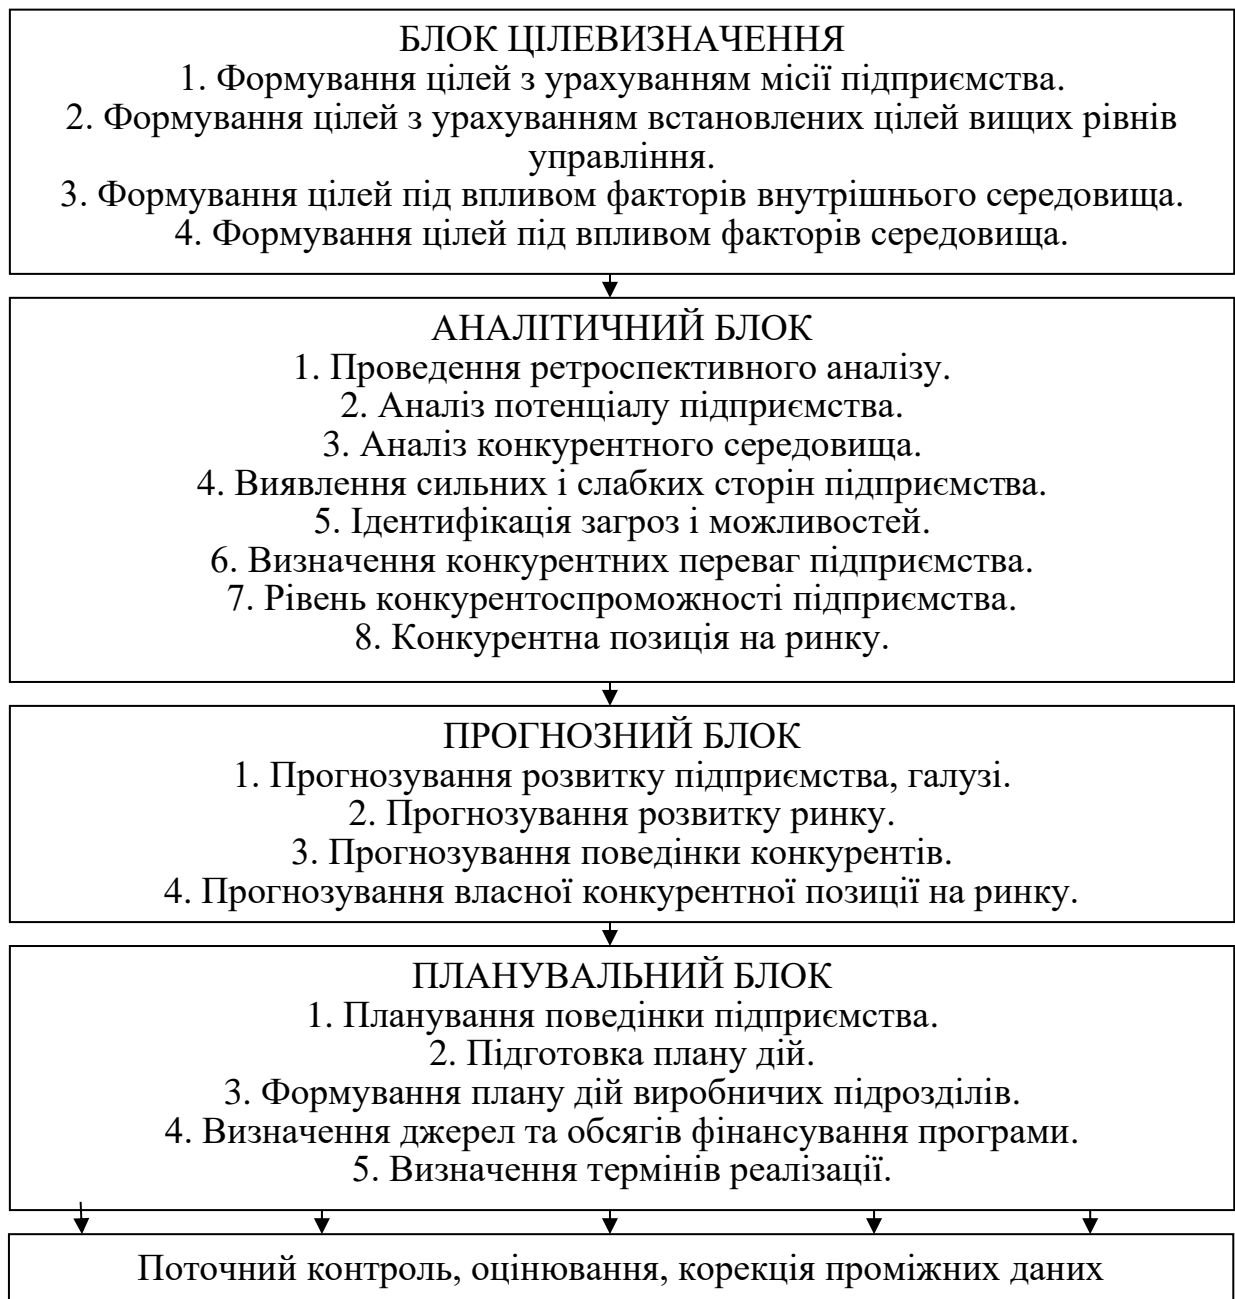 БЛОК ЦІЛЕВИЗНАЧЕННЯ
1. Формування цілей з урахуванням місії підприємства.
2. Формування цілей з урахуванням встановлених цілей вищих рівнів
управління.
3. Формування цілей під впливом факторів внутрішнього середовища.
4. Формування цілей під впливом факторів середовища.
АНАЛІТИЧНИЙ БЛОК
1. Проведення ретроспективного аналізу.
2. Аналіз потенціалу підприємства.
3. Аналіз конкурентного середовища.
4. Виявлення сильних і слабких сторін підприємства.
5. Ідентифікація загроз і можливостей.
6. Визначення конкурентних переваг підприємства.
7. Рівень конкурентоспроможності підприємства.
8. Конкурентна позиція на ринку.
ПРОГНОЗНИЙ БЛОК
1. Прогнозування розвитку підприємства, галузі.
2. Прогнозування розвитку ринку.
3. Прогнозування поведінки конкурентів.
4. Прогнозування власної конкурентної позиції на ринку.
ПЛАНУВАЛЬНИЙ БЛОК
1. Планування поведінки підприємства.
2. Підготовка плану дій.
3. Формування плану дій виробничих підрозділів.
4. Визначення джерел та обсягів фінансування програми.
5. Визначення термінів реалізації.
Поточний контроль, оцінювання, корекція проміжних даних